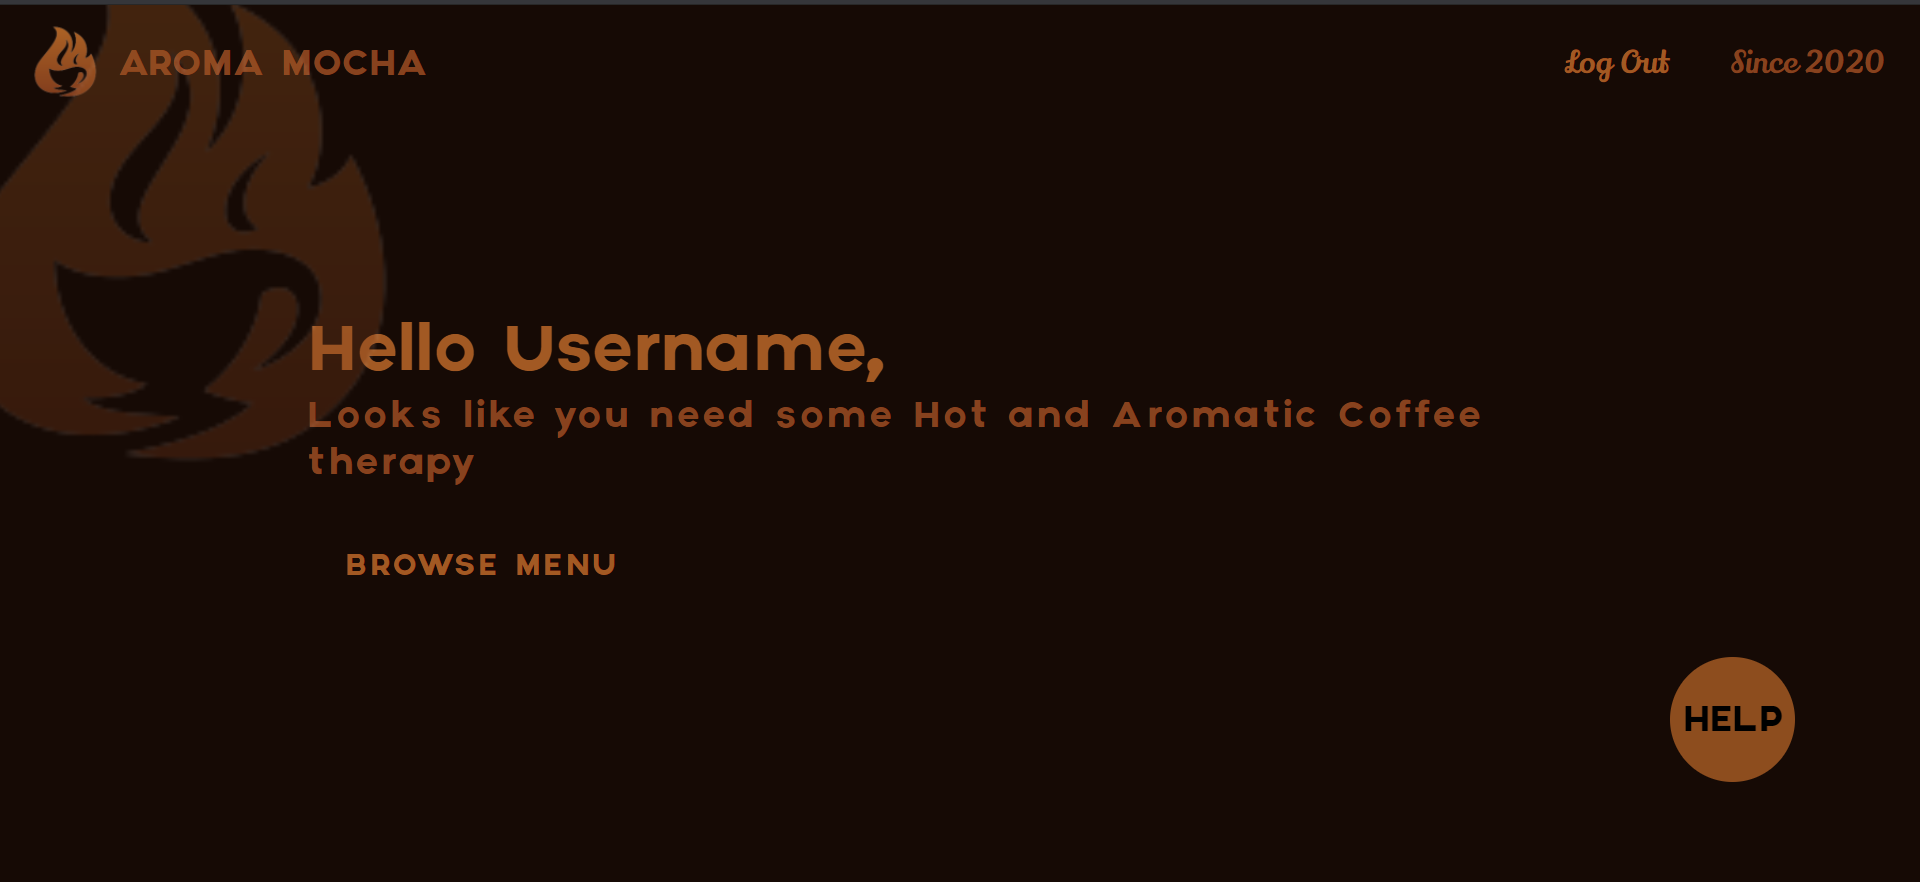 AROMA MOCHA
Log Out
Since 2020
Hello Username,
Looks like you need some Hot and Aromatic Coffee
therapy
BROWSE MENU
HELP